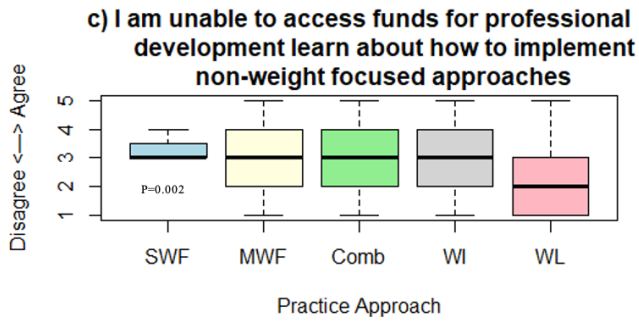 c) I am unable to access funds for professional
development learn about how to implement
non-weight focused approaches
Disagree <—> Agree
5
4
3
2
1
P=0.002
SWF MWF Comb WI WL
Practice Approach